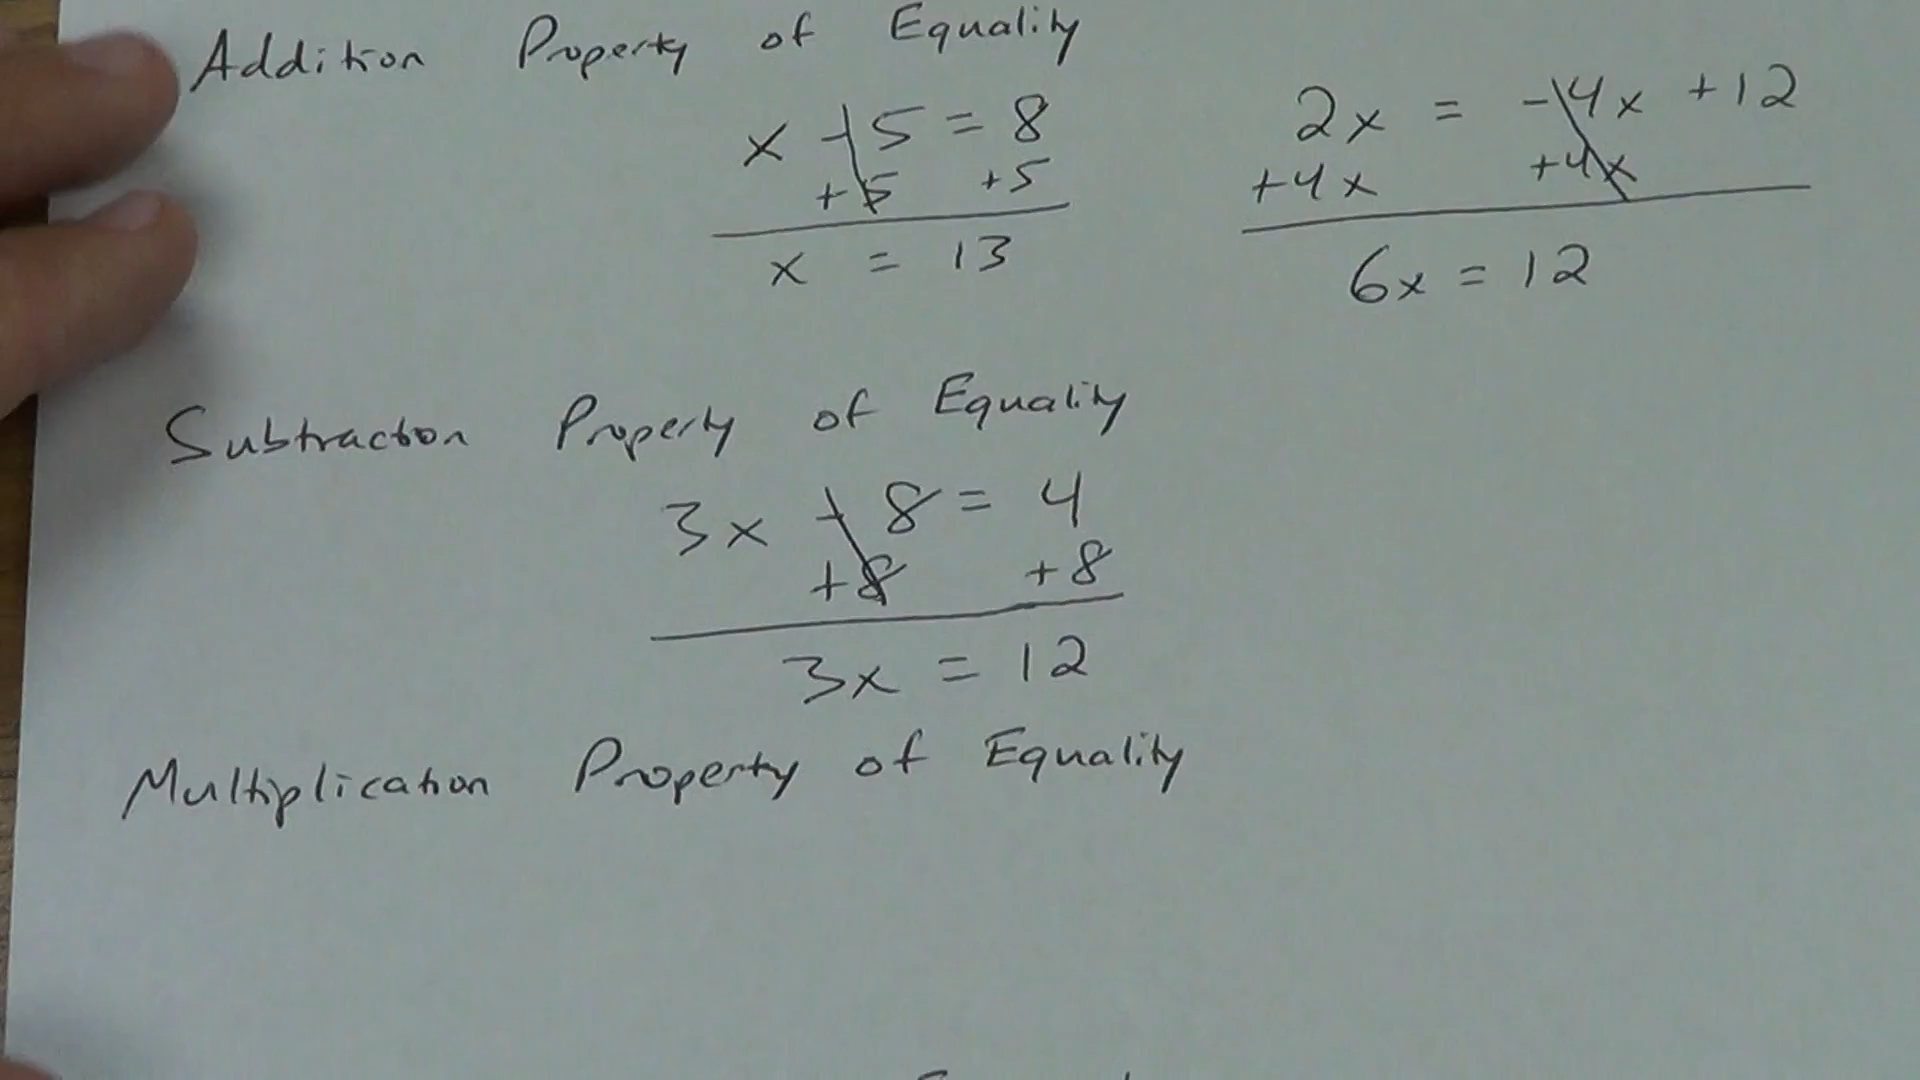 Addition Property of Equality
x - 5 = 8
+5 +5
x = 13
2x = -4x + 12
+4x +4x
6x = 12
Subtraction Property of Equality
3x - 8 = 4
+8 +8
3x = 12
Multiplication Property of Equality